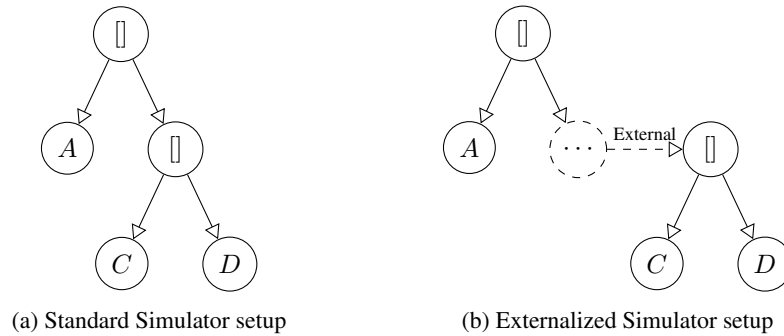 [] []
A [] ··· External []
C D C D
(a) Standard Simulator setup (b) Externalized Simulator setup